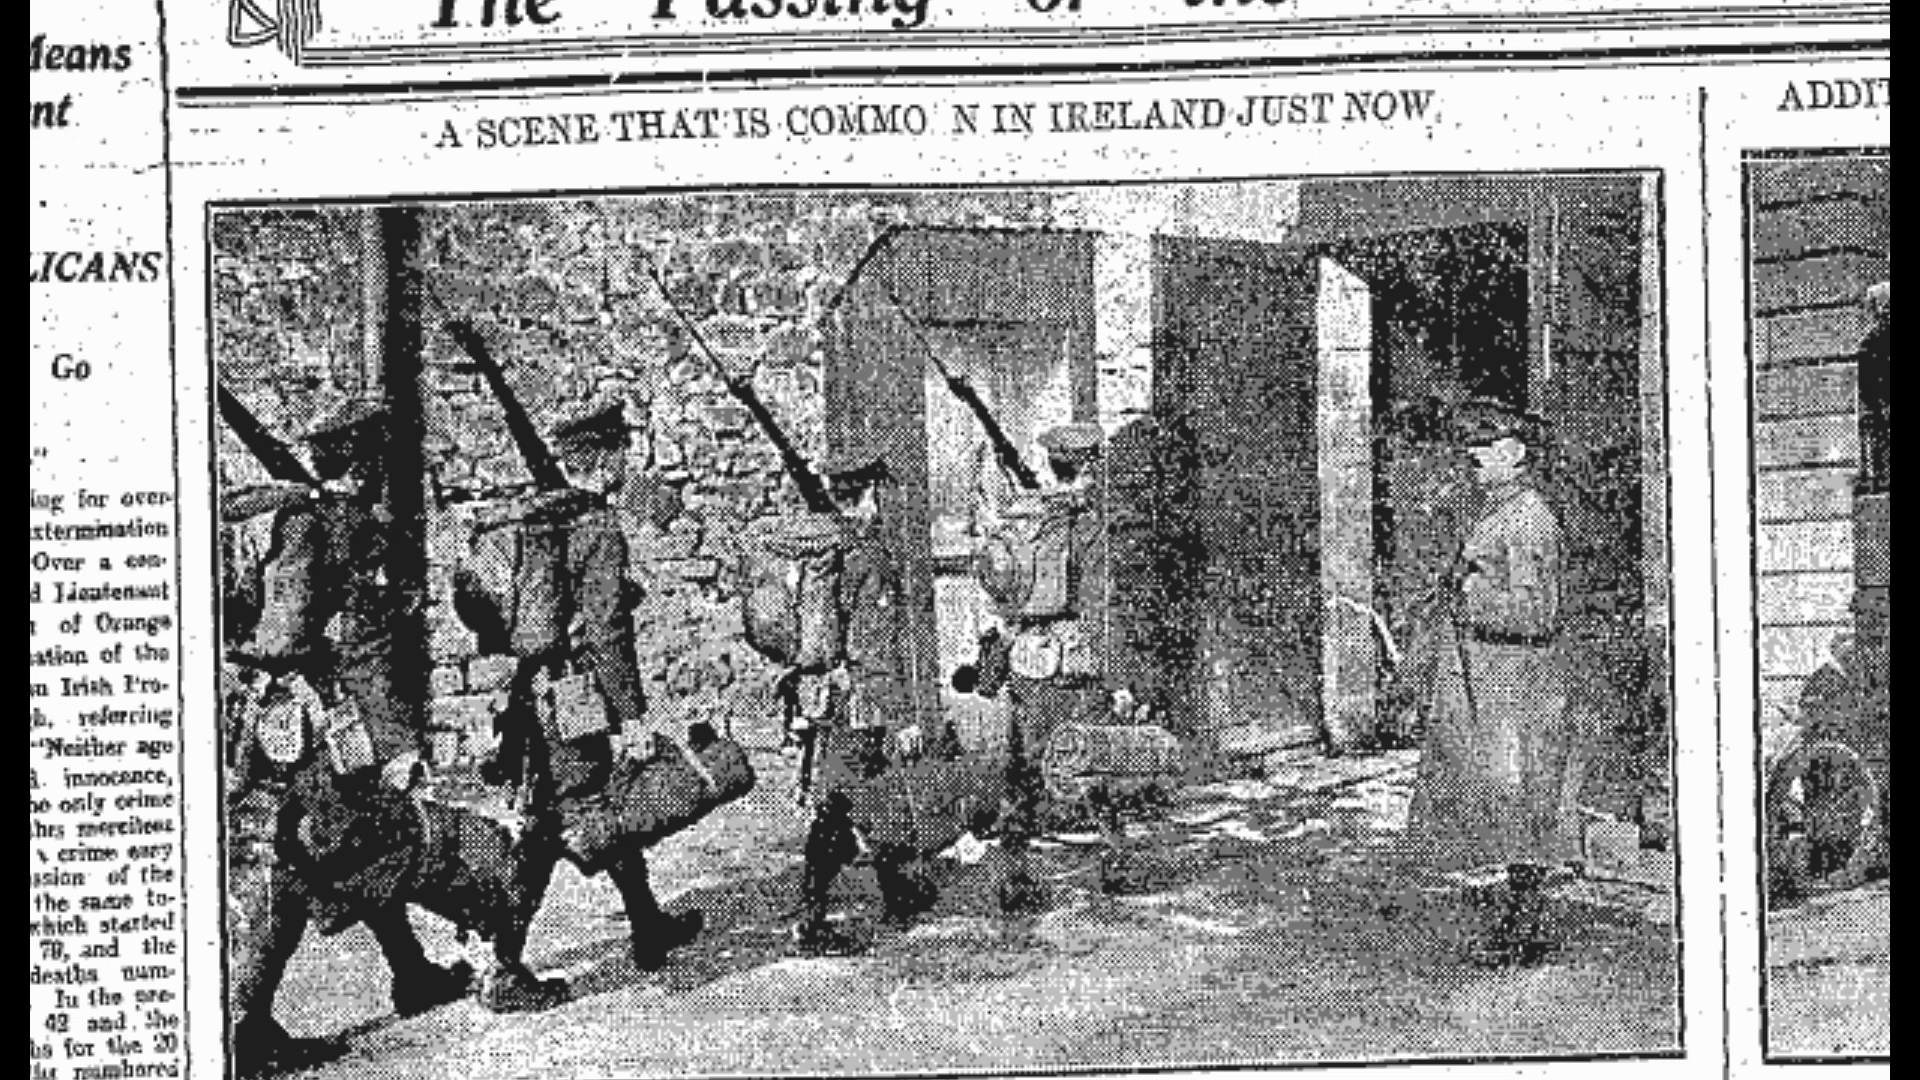 The Passing of the
Means
nt
LICANS
Go
A SCENE THAT IS COMMO N IN IRELAND JUST NOW
ADDIT
ing for over-
xtermination
Over a con-
d Lieutenant
of Orange
ation of the
n Irish Pro-
h, referring
"Neither age
innocence,
only crime
merciless
crime
ssion of the
the same to-
which started
78, and the
deaths num-
In the pre-
42 and the
for the 20
numbered